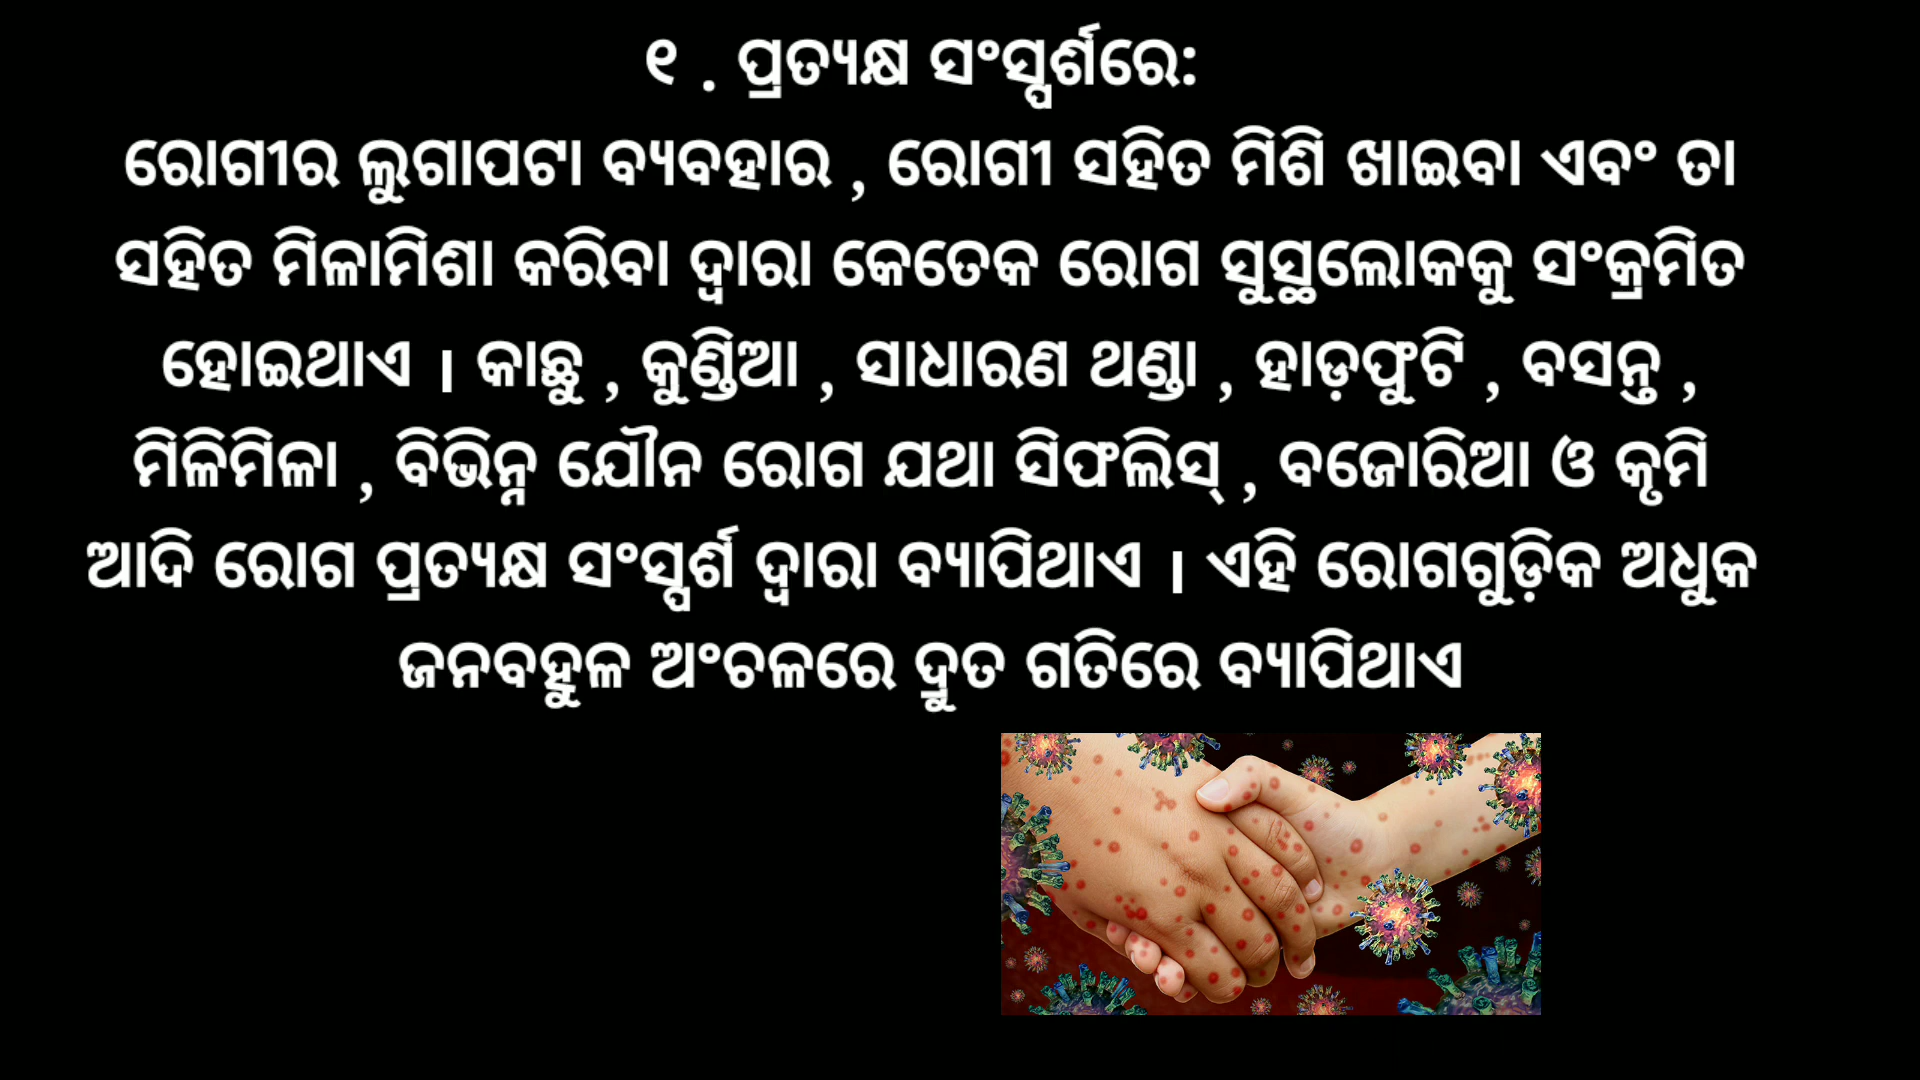 ୧ . ପ୍ରତ୍ୟକ୍ଷ ସଂସ୍ପର୍ଶରେ:
ରୋଗୀର ଲୁଗାପଟା ବ୍ୟବହାର , ରୋଗୀ ସହିତ ମିଶି ଖାଇବା ଏବଂ ତା
ସହିତ ମିଳାମିଶା କରିବା ଦ୍ୱାରା କେତେକ ରୋଗ ସୁସ୍ଥଲୋକକୁ ସଂକ୍ରମିତ
ହୋଇଥାଏ । କାଛୁ , କୁଣ୍ଡିଆ , ସାଧାରଣ ଥଣ୍ଡା , ହାଡ଼ଫୁଟି , ବସନ୍ତ ,
ମିଳିମିଳା , ବିଭିନ୍ନ ଯୌନ ରୋଗ ଯଥା ସିଫଲିସ୍ , ବଜୋରିଆ ଓ କୃମି
ଆଦି ରୋଗ ପ୍ରତ୍ୟକ୍ଷ ସଂସ୍ପର୍ଶ ଦ୍ୱାରା ବ୍ୟାପିଥାଏ । ଏହି ରୋଗଗୁଡ଼ିକ ଅଧୁକ
ଜନବହୁଳ ଅଂଚଳରେ ଦ୍ରୁତ ଗତିରେ ବ୍ୟାପିଥାଏ